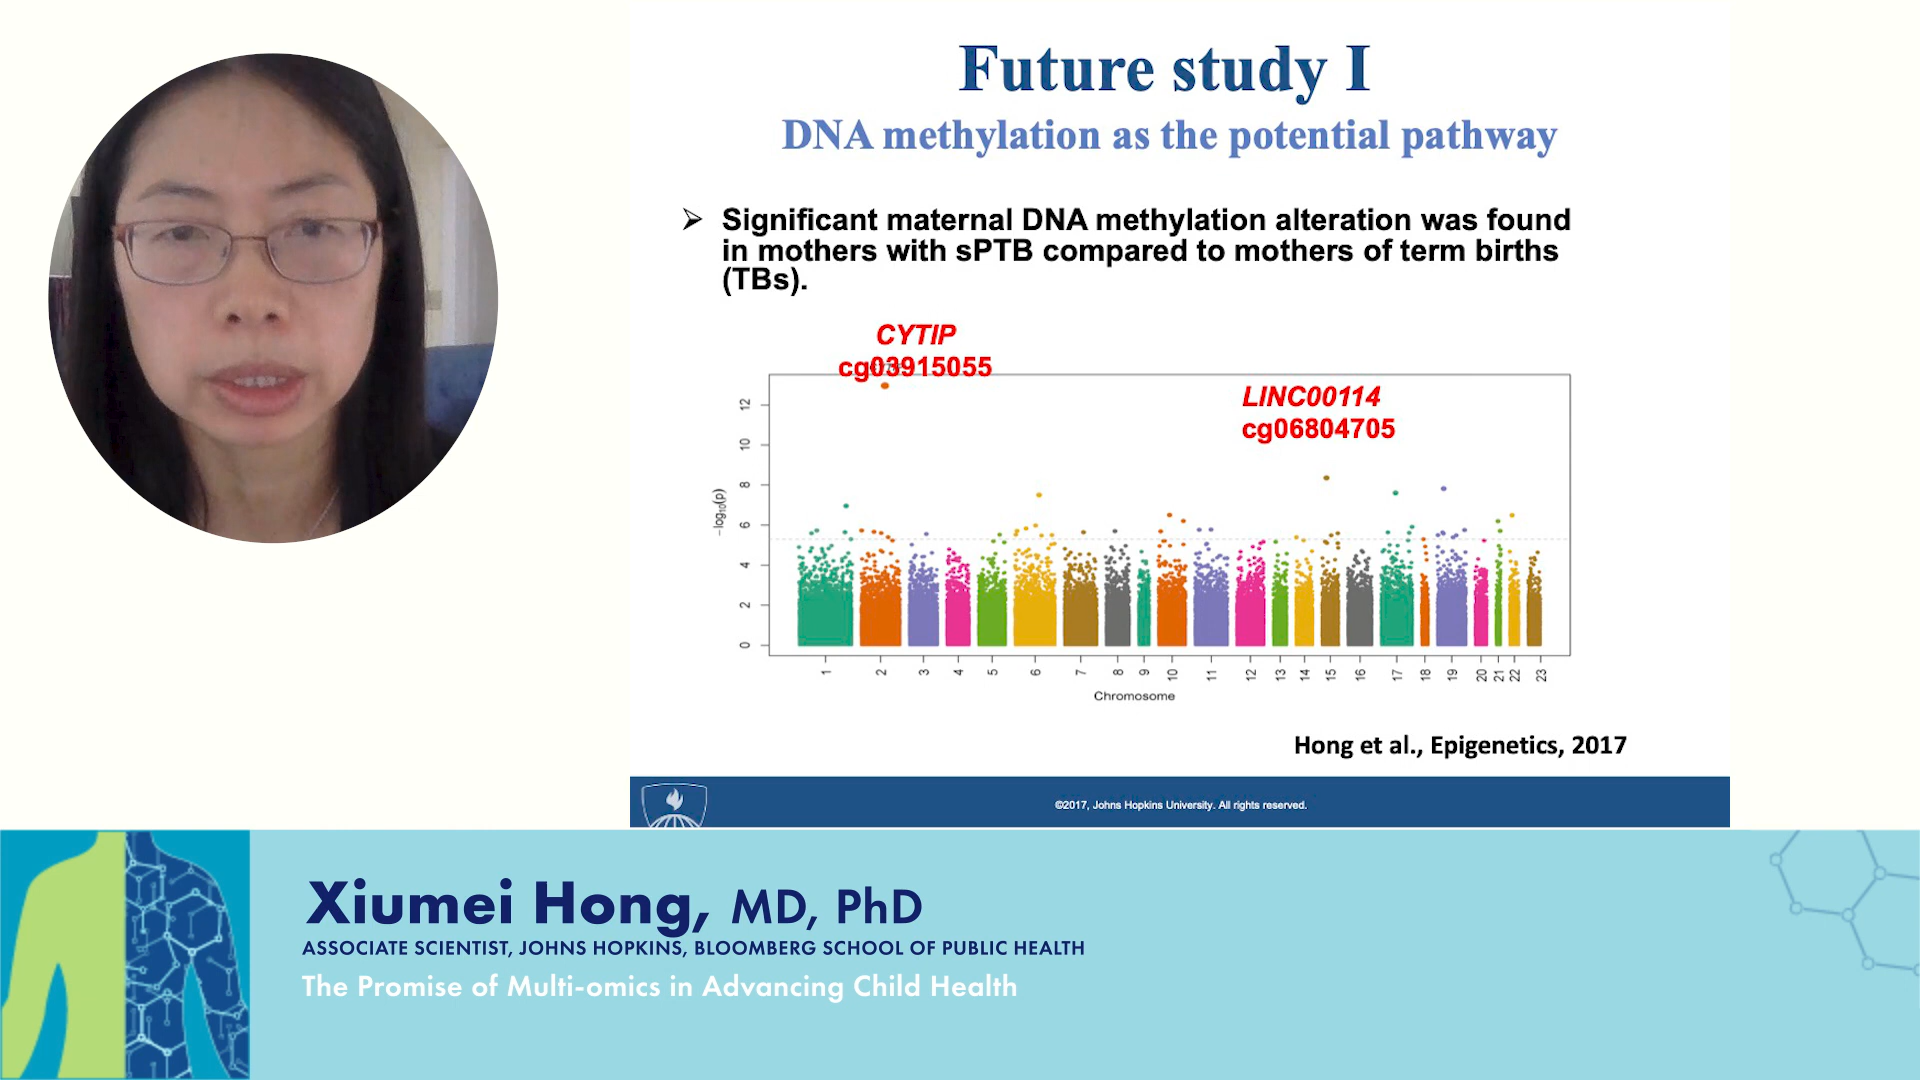 Future study I
DNA methylation as the potential pathway
➢ Significant maternal DNA methylation alteration was found
in mothers with sPTB compared to mothers of term births
(TBs).
CYTIP
cg03915055
LINC00114
cg06804705
12
10
8
6
4
2
0
-log10(p)
1 2 3 4 5 6 7 8 9 10 11 12 13 14 15 16 17 18 19 20 21 22 23
Chromosome
Hong et al., Epigenetics, 2017
©2017, Johns Hopkins University. All rights reserved.
Xiumei Hong, MD, PhD
ASSOCIATE SCIENTIST, JOHNS HOPKINS, BLOOMBERG SCHOOL OF PUBLIC HEALTH
The Promise of Multi-omics in Advancing Child Health